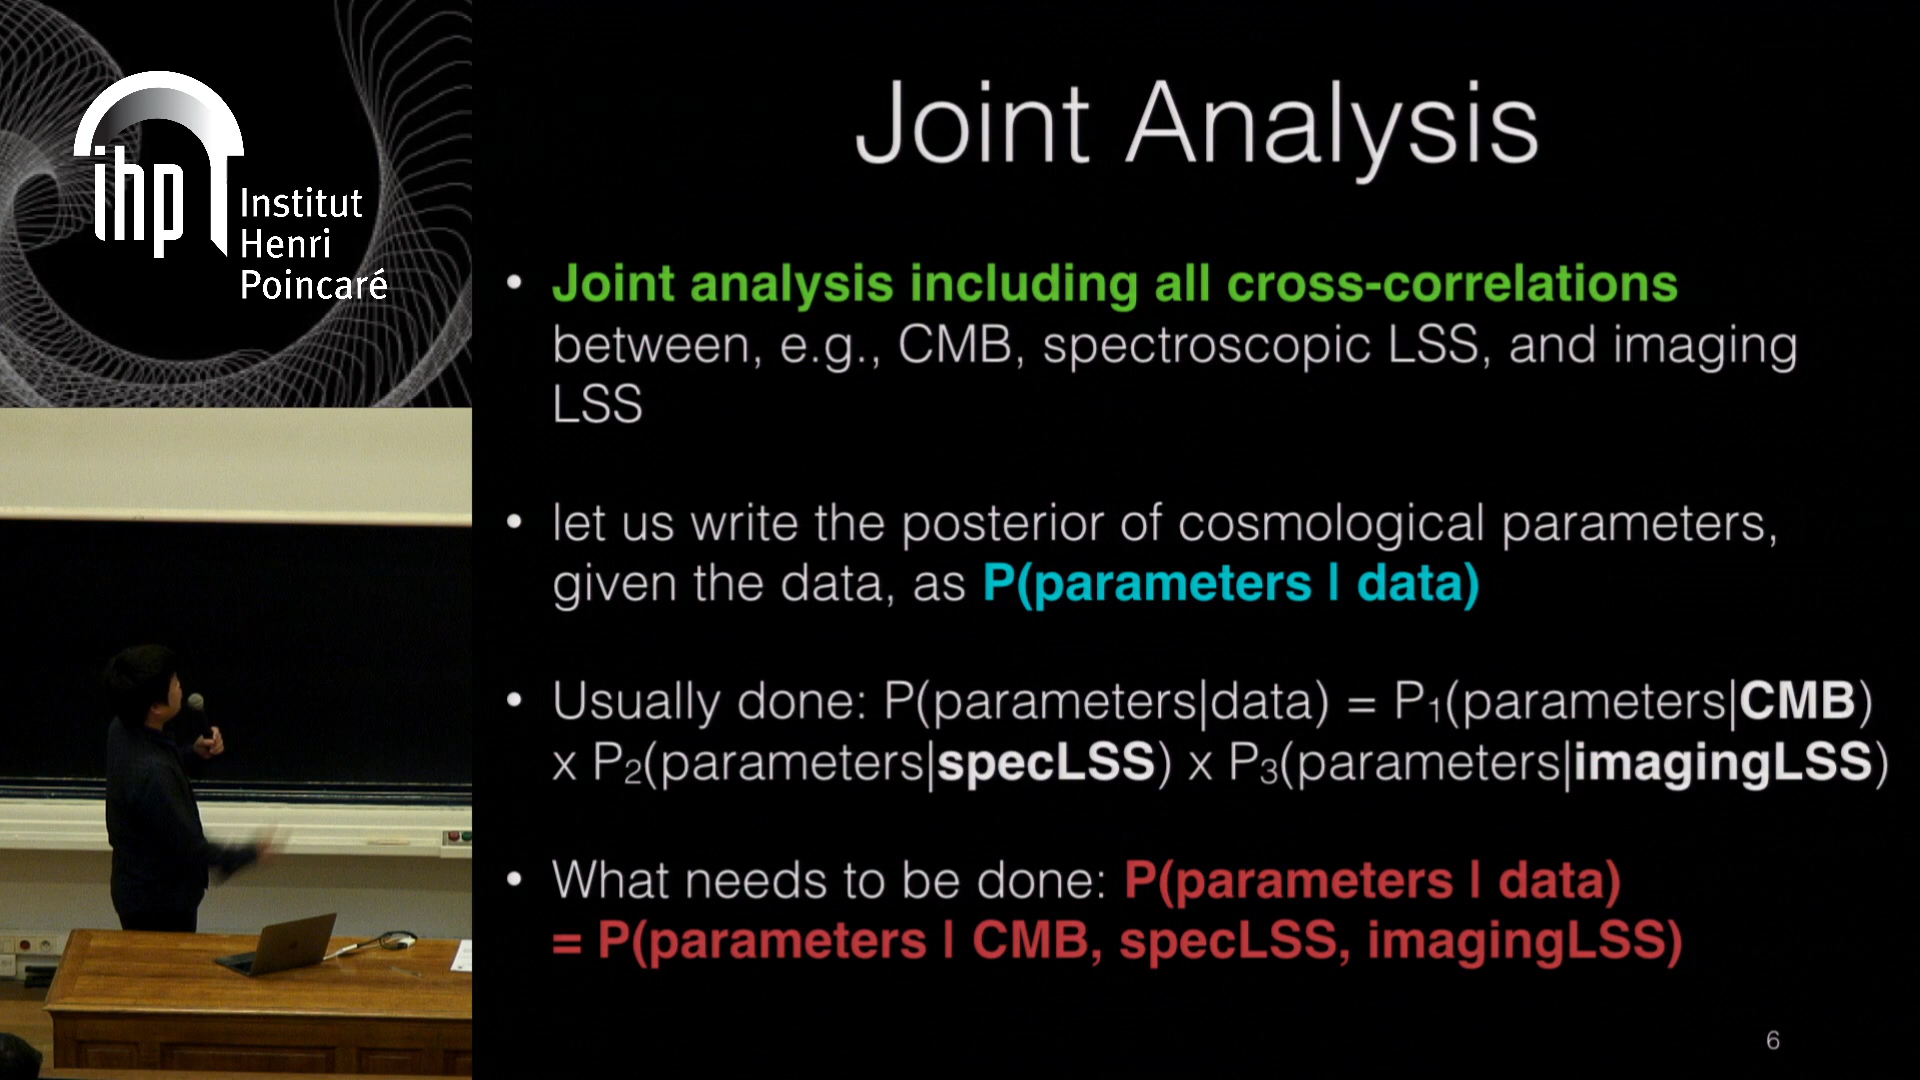 ihp
Institut
Henri
Poincaré
Joint Analysis
• Joint analysis including all cross-correlations
between, e.g., CMB, spectroscopic LSS, and imaging
LSS
• let us write the posterior of cosmological parameters,
given the data, as P(parameters | data)
• Usually done: P(parameters|data) = P₁(parameters|CMB)
x P₂(parameters|specLSS) x P₃(parameters|imagingLSS)
• What needs to be done: P(parameters | data)
= P(parameters | CMB, specLSS, imagingLSS)
6